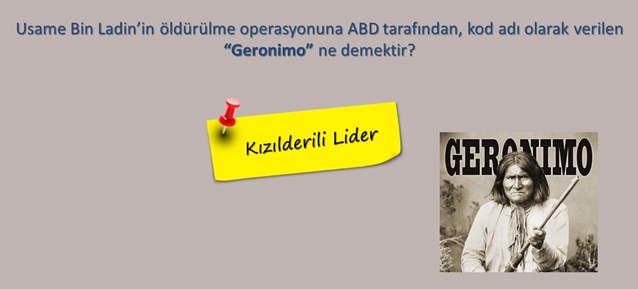 Usame Bin Ladin’in öldürülme operasyonuna ABD tarafından, kod adı olarak verilen
“Geronimo” ne demektir?
Kızılderili Lider
GERONIMO